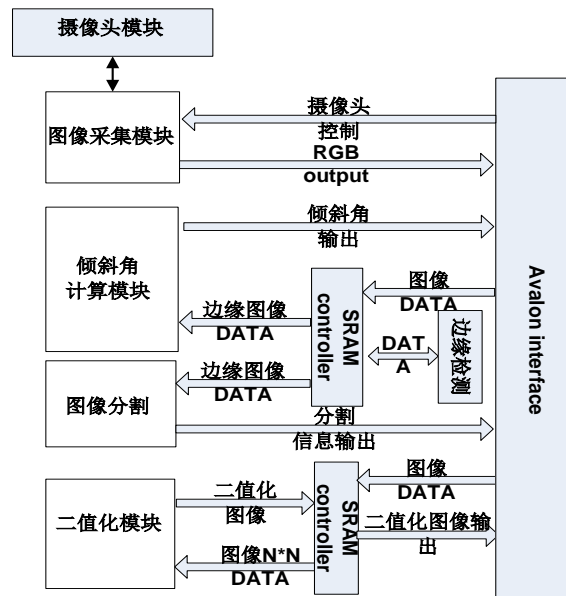 摄像头模块
图像采集模块
摄像头
控制
RGB
output
倾斜角
计算模块
倾斜角
输出
图像
DATA
边缘图像
DATA
SRAM
controller
DAT
A
边缘检测
边缘图像
DATA
图像分割
分割
信息输出
Avalon interface
二值化模块
二值化
图像
图像N*N
DATA
SRAM
controller
图像
DATA
二值化图像输
出